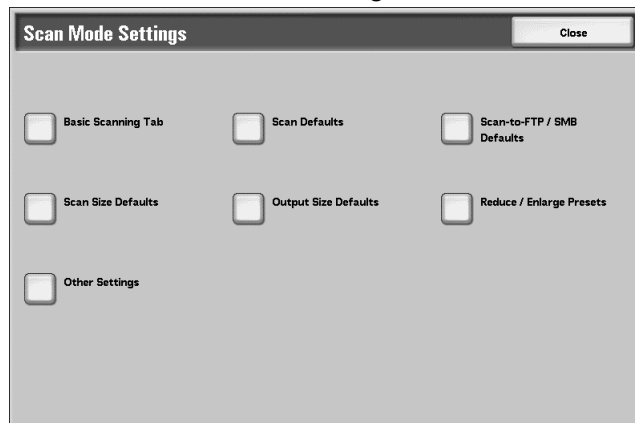 Scan Mode Settings
Close
Basic Scanning Tab
Scan Defaults
Scan-to-FTP / SMB
Defaults
Scan Size Defaults
Output Size Defaults
Reduce / Enlarge Presets
Other Settings